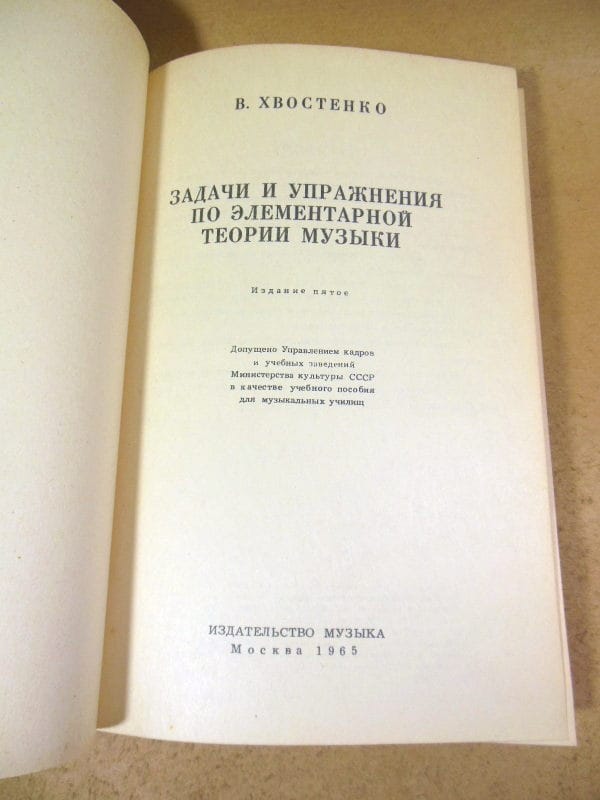 В. ХВОСТЕНКО
ЗАДАЧИ И УПРАЖНЕНИЯ
ПО ЭЛЕМЕНТАРНОЙ
ТЕОРИИ МУЗЫКИ
Издание пятое
Допущено Управлением кадров
и учебных заведений
Министерства культуры СССР
в качестве учебного пособия
для музыкальных училищ
ИЗДАТЕЛЬСТВО МУЗЫКА
Москва 1965